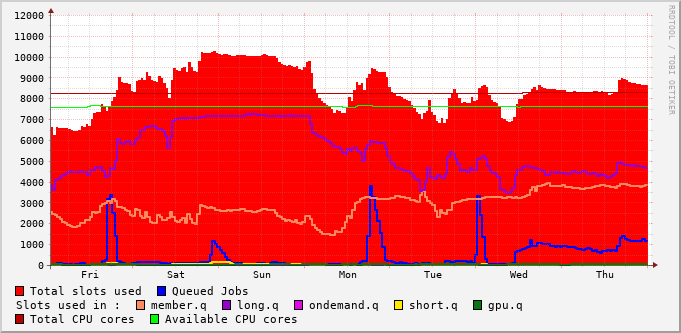 12000
11000
10000
9000
8000
7000
6000
5000
4000
3000
2000
1000
0
Fri Sat Sun Mon Tue Wed Thu
RRDTOOL / TOBI OETIKER
Total slots used Queued Jobs
Slots used in : member.q long.q ondemand.q short.q gpu.q
Total CPU cores Available CPU cores